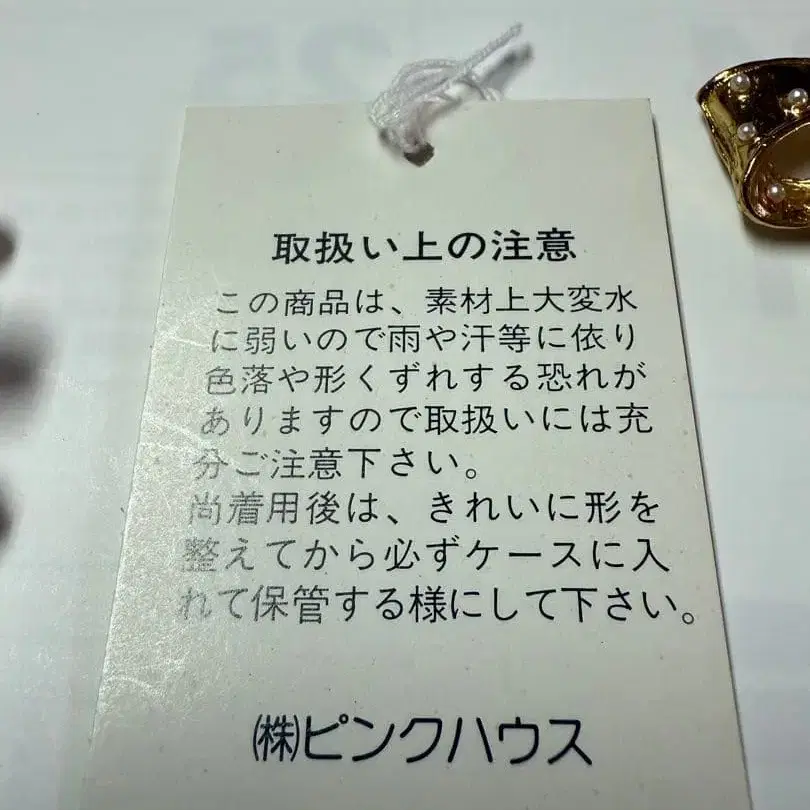 取扱い上の注意
この商品は、素材上大変水
に弱いので雨や汗等に依り
色落や形くずれする恐れが
ありますので取扱いには充
分ご注意下さい。
尚着用後は、きれいに形を
整えてから必ずケースに入
れて保管する様にして下さい。
㈱ピンクハウス